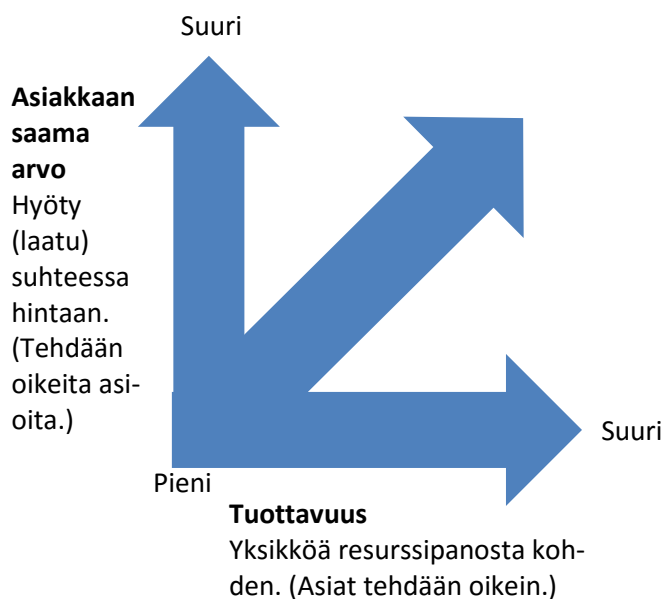 Suuri
Asiakkaan
saama
arvo
Hyöty
(laatu)
suhteessa
hintaan.
(Tehdään
oikeita asi-
oita.)
Suuri
Pieni
Tuottavuus
Yksikköä resurssipanosta koh-
den. (Asiat tehdään oikein.)